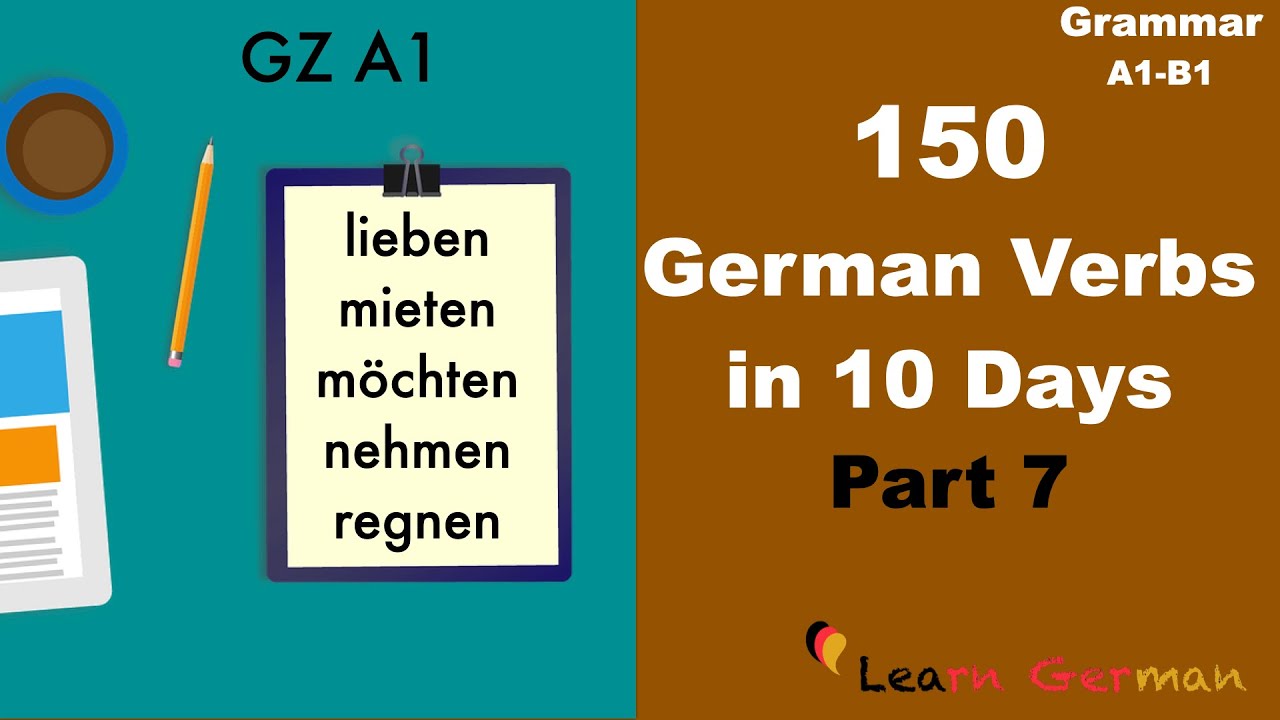 GZ A1
lieben
mieten
möchten
nehmen
regnen
Grammar
A1-B1
150
German Verbs
in 10 Days
Part 7
Learn German